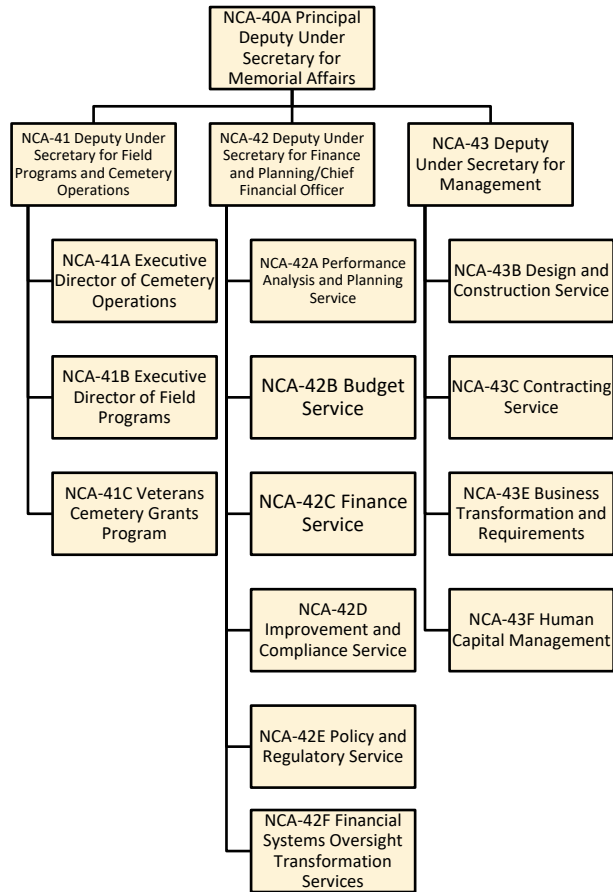 NCA-40A Principal
Deputy Under
Secretary for
Memorial Affairs
NCA-41 Deputy Under
Secretary for Field
Programs and Cemetery
Operations
NCA-41A Executive
Director of Cemetery
Operations
NCA-41B Executive
Director of Field
Programs
NCA-41C Veterans
Cemetery Grants
Program
NCA-42 Deputy Under
Secretary for Finance
and Planning/Chief
Financial Officer
NCA-42A Performance
Analysis and Planning
Service
NCA-42B Budget
Service
NCA-42C Finance
Service
NCA-42D
Improvement and
Compliance Service
NCA-42E Policy and
Regulatory Service
NCA-42F Financial
Systems Oversight
Transformation
Services
NCA-43 Deputy
Under Secretary for
Management
NCA-43B Design and
Construction Service
NCA-43C Contracting
Service
NCA-43E Business
Transformation and
Requirements
NCA-43F Human
Capital Management